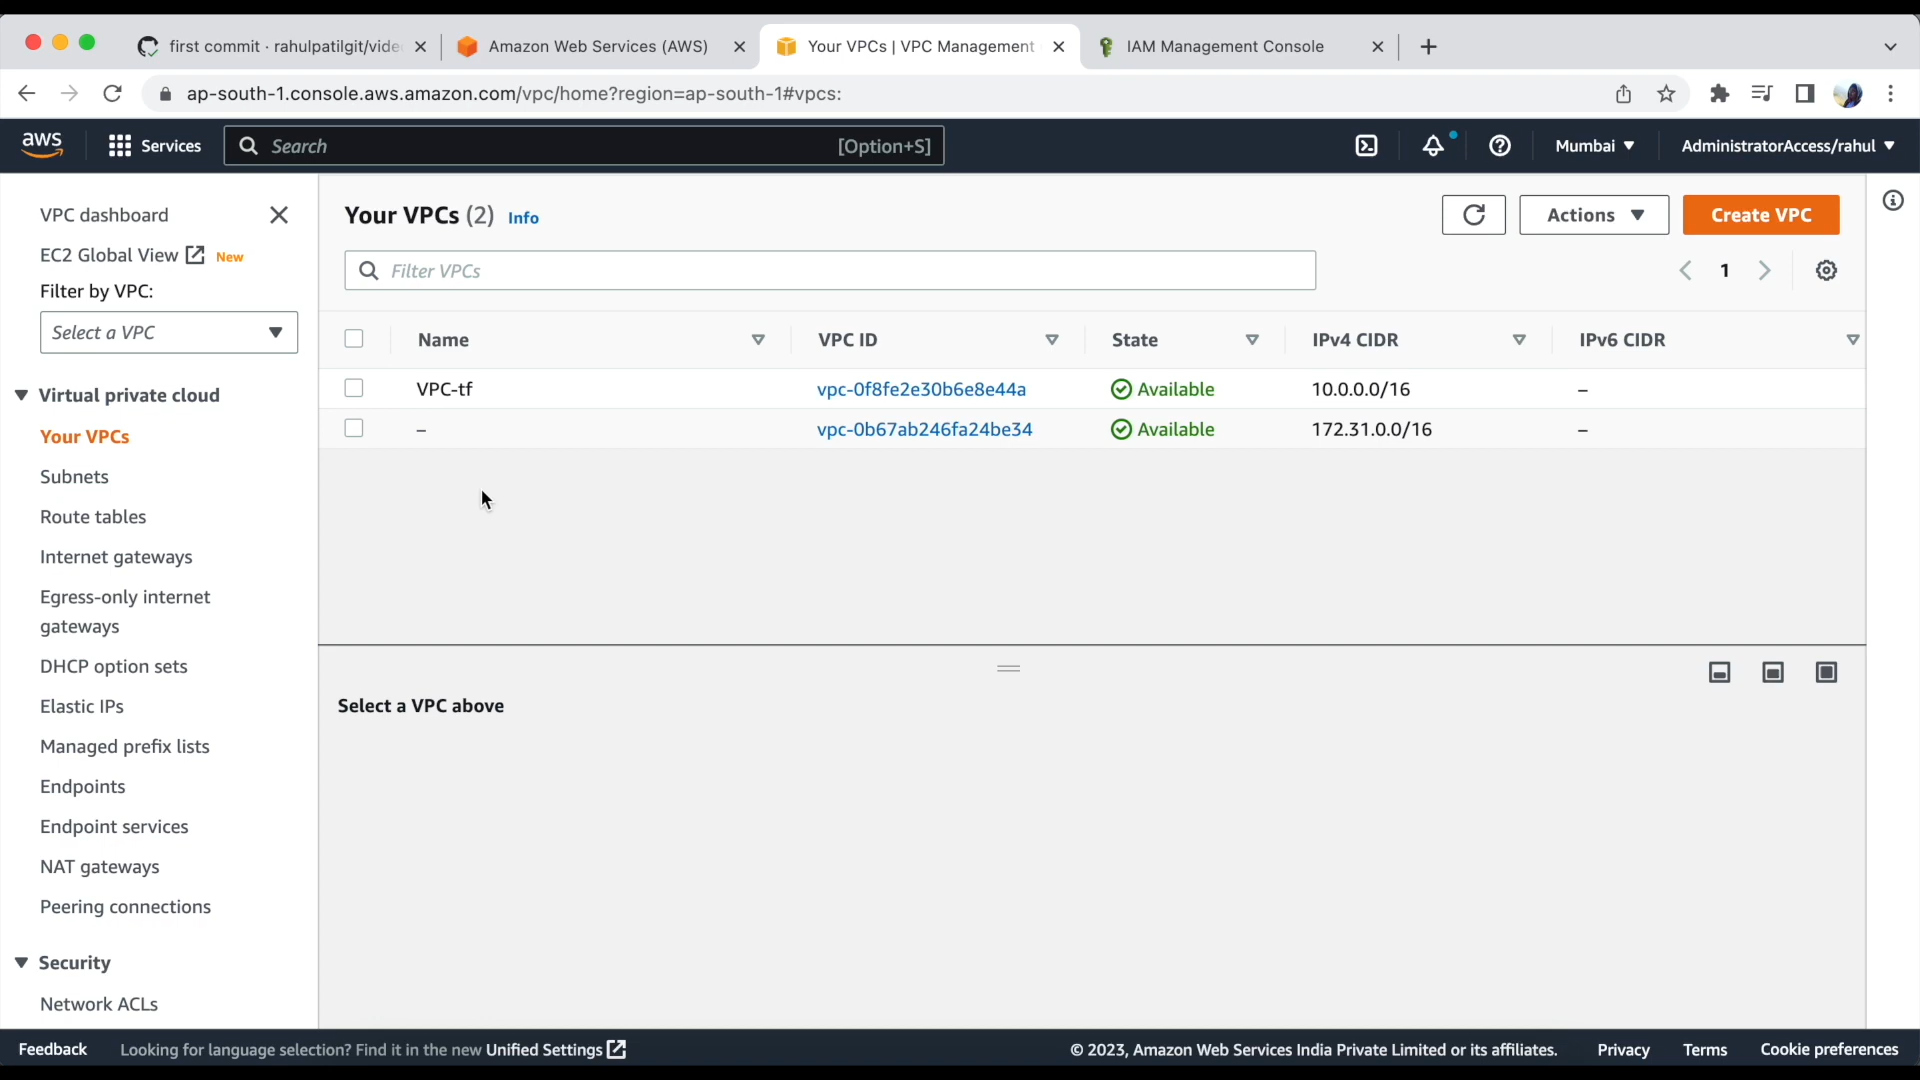 first commit · rahulpatilgit/vide
Amazon Web Services (AWS)
Your VPCs | VPC Management
IAM Management Console
ap-south-1.console.aws.amazon.com/vpc/home?region=ap-south-1#vpcs:
aws
Services
Search
[Option+S]
Mumbai
AdministratorAccess/rahul
VPC dashboard
EC2 Global View New
Filter by VPC:
Select a VPC
Virtual private cloud
Your VPCs
Subnets
Route tables
Internet gateways
Egress-only internet
gateways
DHCP option sets
Elastic IPs
Managed prefix lists
Endpoints
Endpoint services
NAT gateways
Peering connections
Security
Network ACLs
Your VPCs (2) Info
Actions
Create VPC
Filter VPCs
1
Name VPC ID State IPv4 CIDR IPv6 CIDR
VPC-tf vpc-0f8fe2e30b6e8e44a Available 10.0.0.0/16 –
– vpc-0b67ab246fa24be34 Available 172.31.0.0/16 –
Select a VPC above
Feedback
Looking for language selection? Find it in the new Unified Settings
© 2023, Amazon Web Services India Private Limited or its affiliates.
Privacy
Terms
Cookie preferences